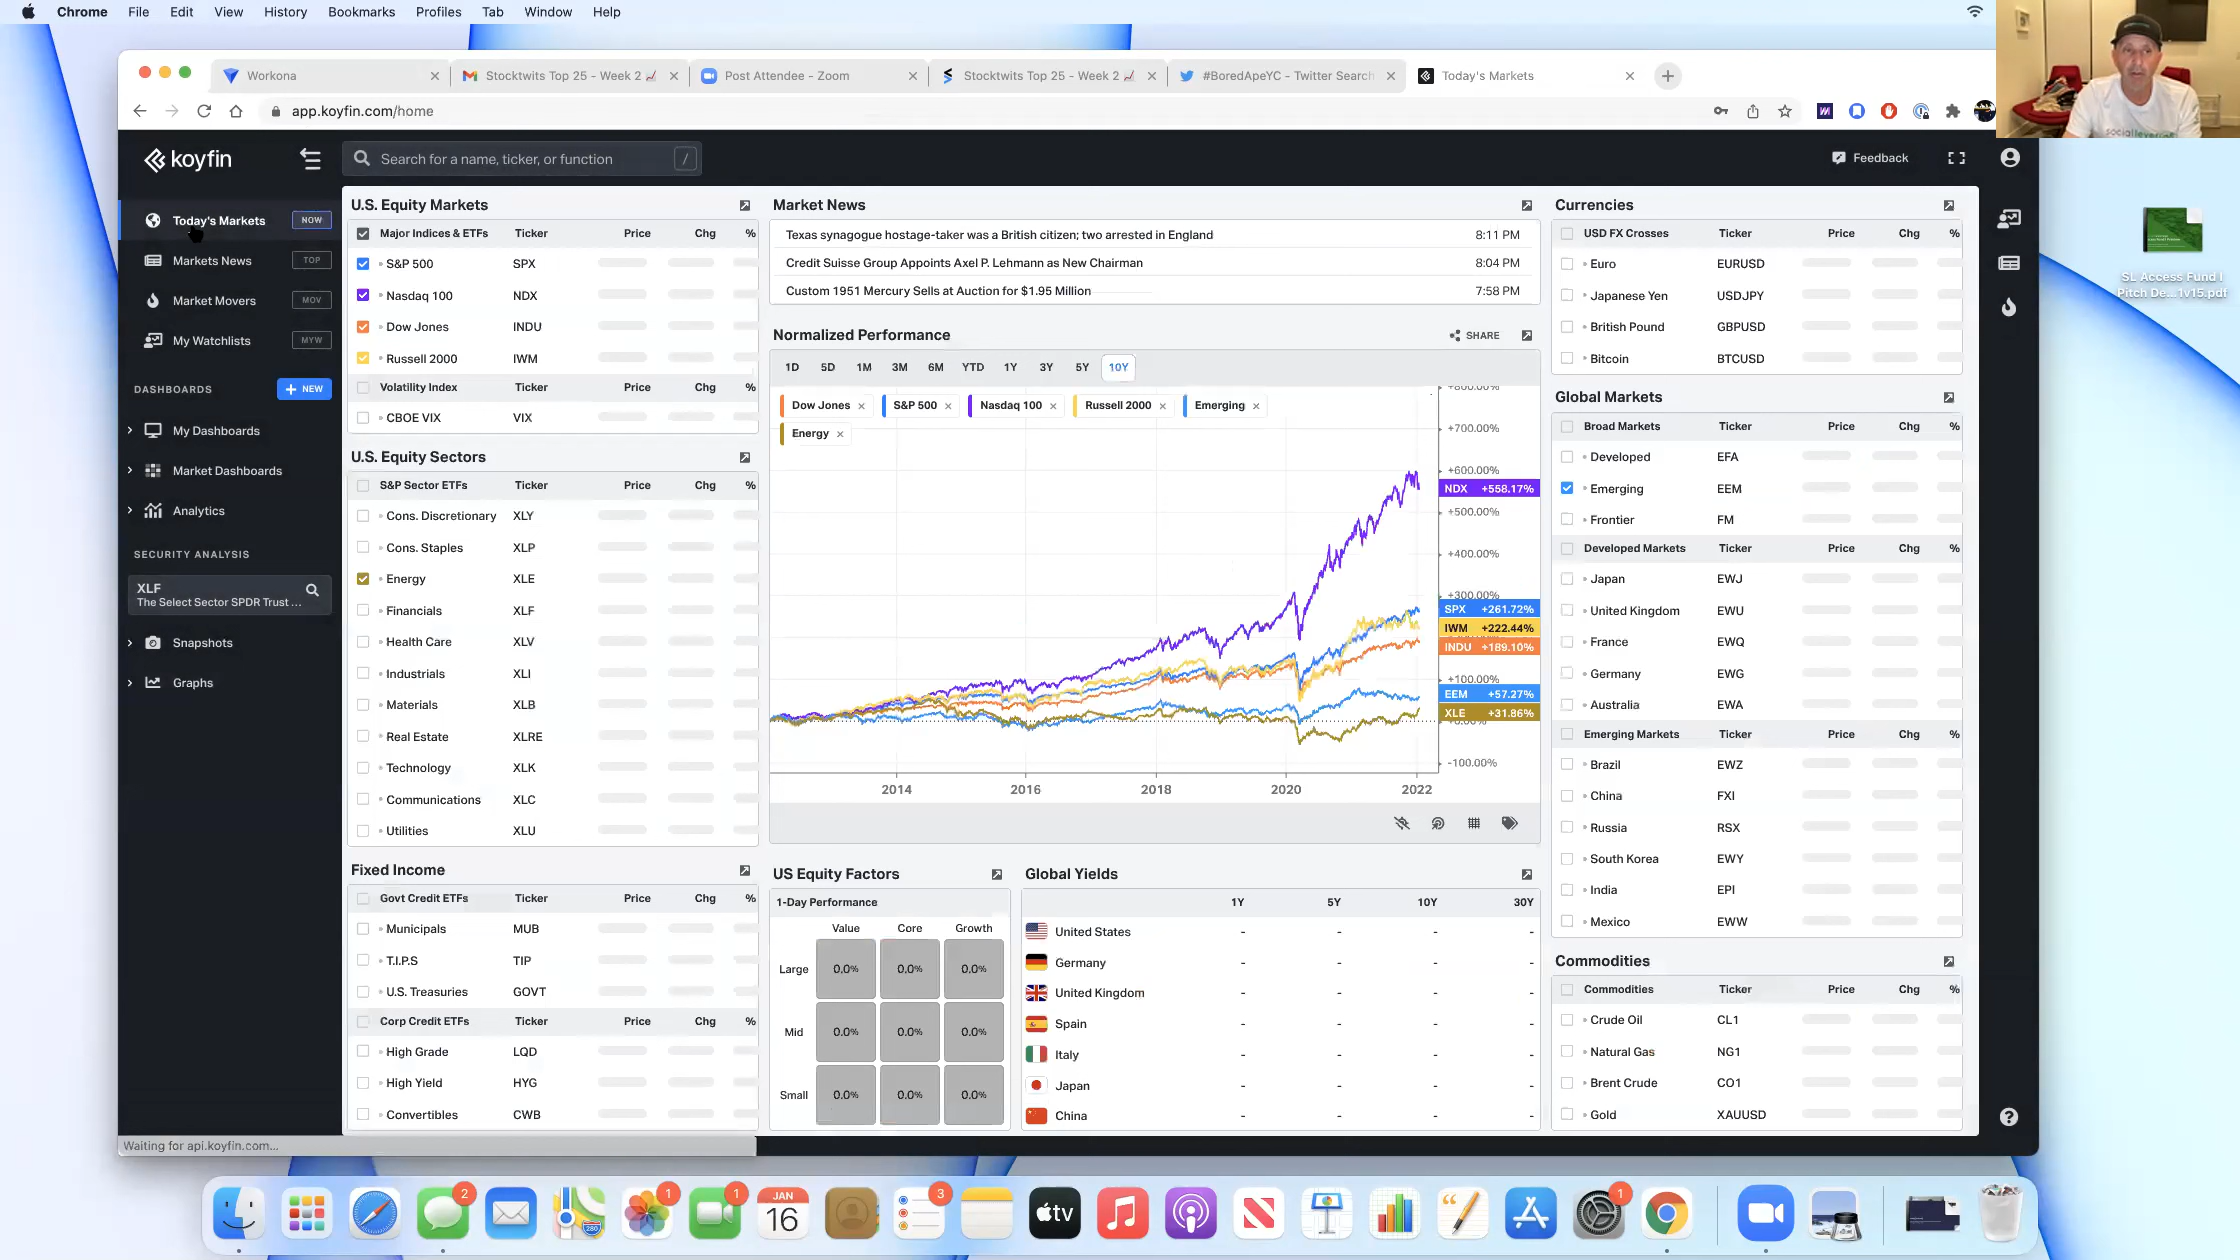 Chrome File Edit View History Bookmarks Profiles Tab Window Help
Workona
Stocktwits Top 25 - Week 2
Post Attendee - Zoom
Stocktwits Top 25 - Week 2
#BoredApeYC - Twitter Search
Today's Markets
app.koyfin.com/home
koyfin
Search for a name, ticker, or function /
Feedback
Today's Markets NOW
Markets News TOP
Market Movers MOV
My Watchlists MYW
DASHBOARDS + NEW
My Dashboards
Market Dashboards
Analytics
SECURITY ANALYSIS
XLF
The Select Sector SPDR Trust ...
Snapshots
Graphs
U.S. Equity Markets
Major Indices & ETFs Ticker Price Chg %
S&P 500 SPX
Nasdaq 100 NDX
Dow Jones INDU
Russell 2000 IWM
Volatility Index Ticker Price Chg %
CBOE VIX VIX
U.S. Equity Sectors
S&P Sector ETFs Ticker Price Chg %
Cons. Discretionary XLY
Cons. Staples XLP
Energy XLE
Financials XLF
Health Care XLV
Industrials XLI
Materials XLB
Real Estate XLRE
Technology XLK
Communications XLC
Utilities XLU
Fixed Income
Govt Credit ETFs Ticker Price Chg %
Municipals MUB
T.I.P.S TIP
U.S. Treasuries GOVT
Corp Credit ETFs Ticker Price Chg %
High Grade LQD
High Yield HYG
Convertibles CWB
Waiting for api.koyfin.com...
Market News
Texas synagogue hostage-taker was a British citizen; two arrested in England 8:11 PM
Credit Suisse Group Appoints Axel P. Lehmann as New Chairman 8:04 PM
Custom 1951 Mercury Sells at Auction for $1.95 Million 7:58 PM
Normalized Performance SHARE
1D 5D 1M 3M 6M YTD 1Y 3Y 5Y 10Y
Dow Jones S&P 500 Nasdaq 100 Russell 2000 Emerging
Energy
+800.00%
+700.00%
+600.00%
NDX +558.17%
+500.00%
+400.00%
+300.00%
SPX +261.72%
IWM +222.44%
INDU +189.10%
+100.00%
EEM +57.27%
XLE +31.86%
+0.00%
-100.00%
2014 2016 2018 2020 2022
US Equity Factors
1-Day Performance
Value Core Growth
Large 0.0% 0.0% 0.0%
Mid 0.0% 0.0% 0.0%
Small 0.0% 0.0% 0.0%
Global Yields
1Y 5Y 10Y 30Y
United States - - - -
Germany - - - -
United Kingdom - - - -
Spain - - - -
Italy - - - -
Japan - - - -
China - - - -
Currencies
USD FX Crosses Ticker Price Chg %
Euro EURUSD
Japanese Yen USDJPY
British Pound GBPUSD
Bitcoin BTCUSD
Global Markets
Broad Markets Ticker Price Chg %
Developed EFA
Emerging EEM
Frontier FM
Developed Markets Ticker Price Chg %
Japan EWJ
United Kingdom EWU
France EWQ
Germany EWG
Australia EWA
Emerging Markets Ticker Price Chg %
Brazil EWZ
China FXI
Russia RSX
South Korea EWY
India EPI
Mexico EWW
Commodities
Commodities Ticker Price Chg %
Crude Oil CL1
Natural Gas NG1
Brent Crude CO1
Gold XAUUSD
SL Access Fund I
Pitch De...1v15.pdf
2
1
1
JAN
16
3
tv
1
280